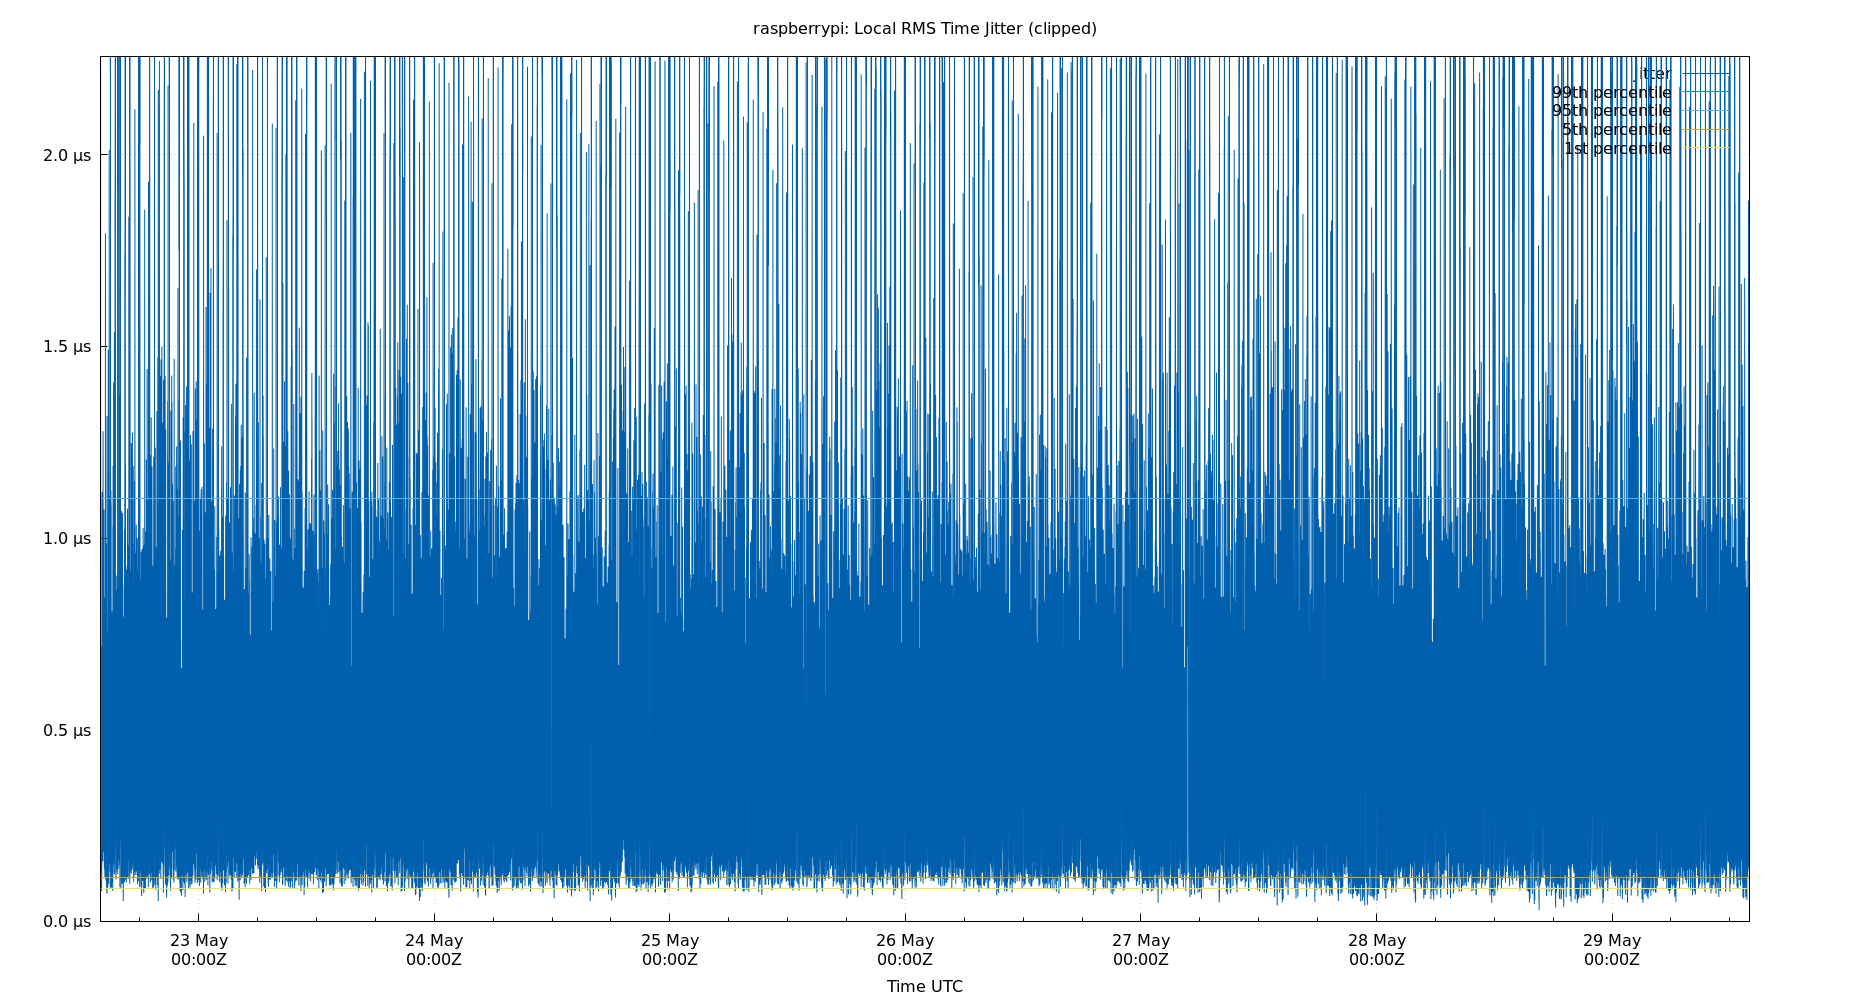 raspberrypi: Local RMS Time Jitter (clipped)
jitter
99th percentile
95th percentile
5th percentile
1st percentile
2.0 µs
1.5 µs
1.0 µs
0.5 µs
0.0 µs
23 May 24 May 25 May 26 May 27 May 28 May 29 May
00:00Z 00:00Z 00:00Z 00:00Z 00:00Z 00:00Z 00:00Z
Time UTC